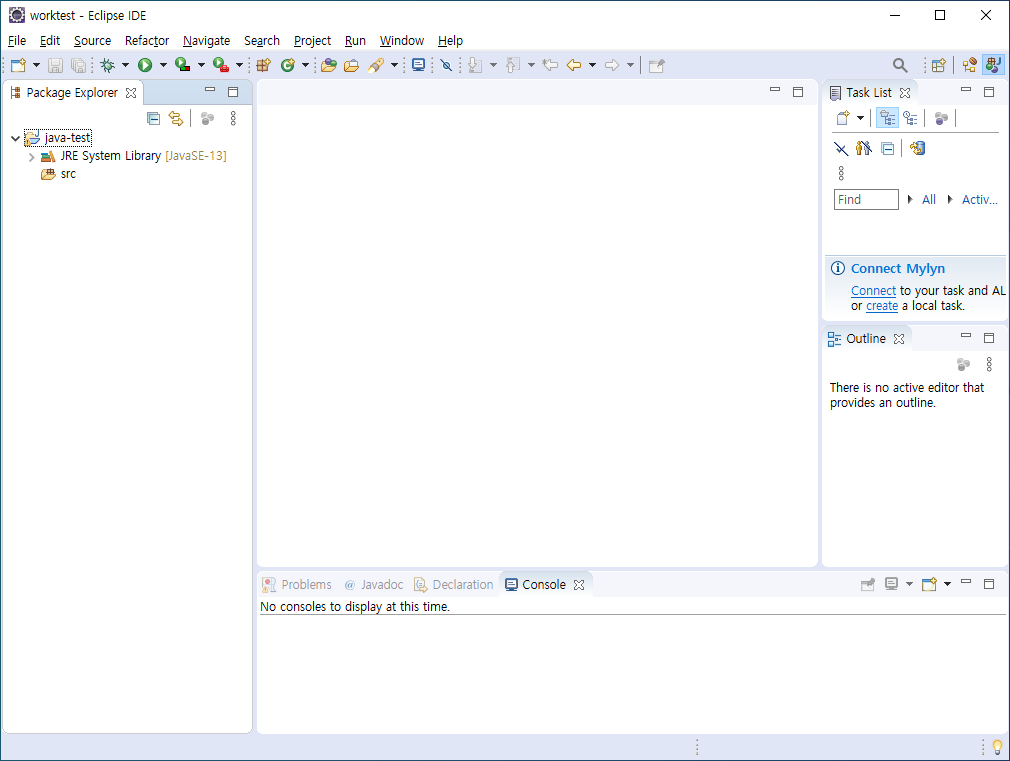 worktest - Eclipse IDE
File Edit Source Refactor Navigate Search Project Run Window Help
Package Explorer
java-test
JRE System Library [JavaSE-13]
src
Task List
Find All Activ...
Connect Mylyn
Connect to your task and AL
or create a local task.
Outline
There is no active editor that
provides an outline.
Problems @ Javadoc Declaration Console
No consoles to display at this time.